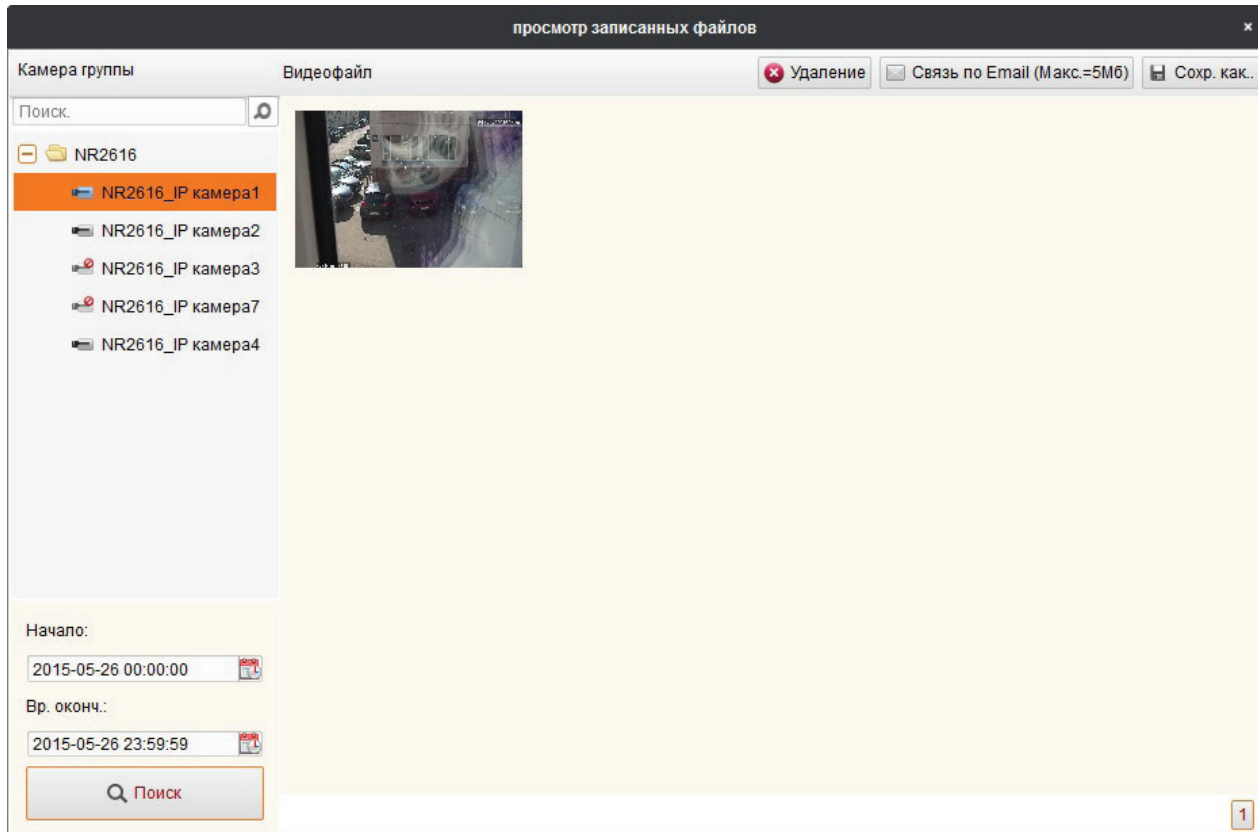 просмотр записанных файлов
Камера группы
Видеофайл
Удаление
Связь по Email (Макс.=5Мб)
Сохр. как..
Поиск.
NR2616
NR2616_IP камера1
NR2616_IP камера2
NR2616_IP камера3
NR2616_IP камера7
NR2616_IP камера4
Начало:
2015-05-26 00:00:00
Вр. оконч.:
2015-05-26 23:59:59
Поиск
1